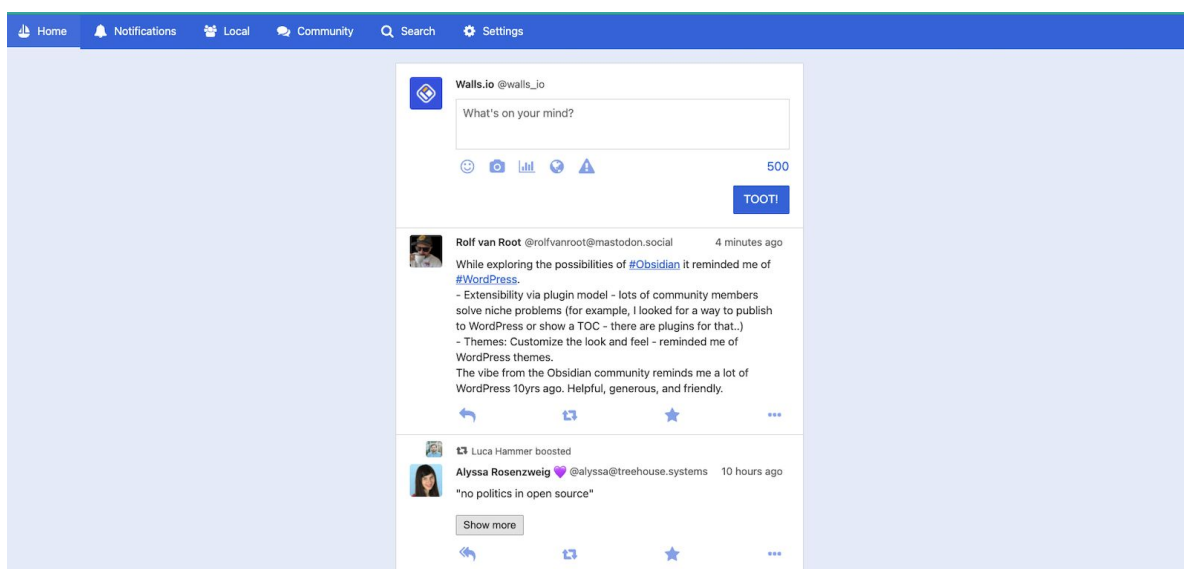 Home Notifications Local Community Search Settings
Walls.io @walls_io
What's on your mind?
500
TOOT!
Rolf van Root @rolfvanroot@mastodon.social 4 minutes ago
While exploring the possibilities of #Obsidian it reminded me of
#WordPress.
- Extensibility via plugin model - lots of community members
solve niche problems (for example, I looked for a way to publish
to WordPress or show a TOC - there are plugins for that..)
- Themes: Customize the look and feel - reminded me of
WordPress themes.
The vibe from the Obsidian community reminds me a lot of
WordPress 10yrs ago. Helpful, generous, and friendly.
Luca Hammer boosted
Alyssa Rosenzweig 💜 @alyssa@treehouse.systems 10 hours ago
"no politics in open source"
Show more